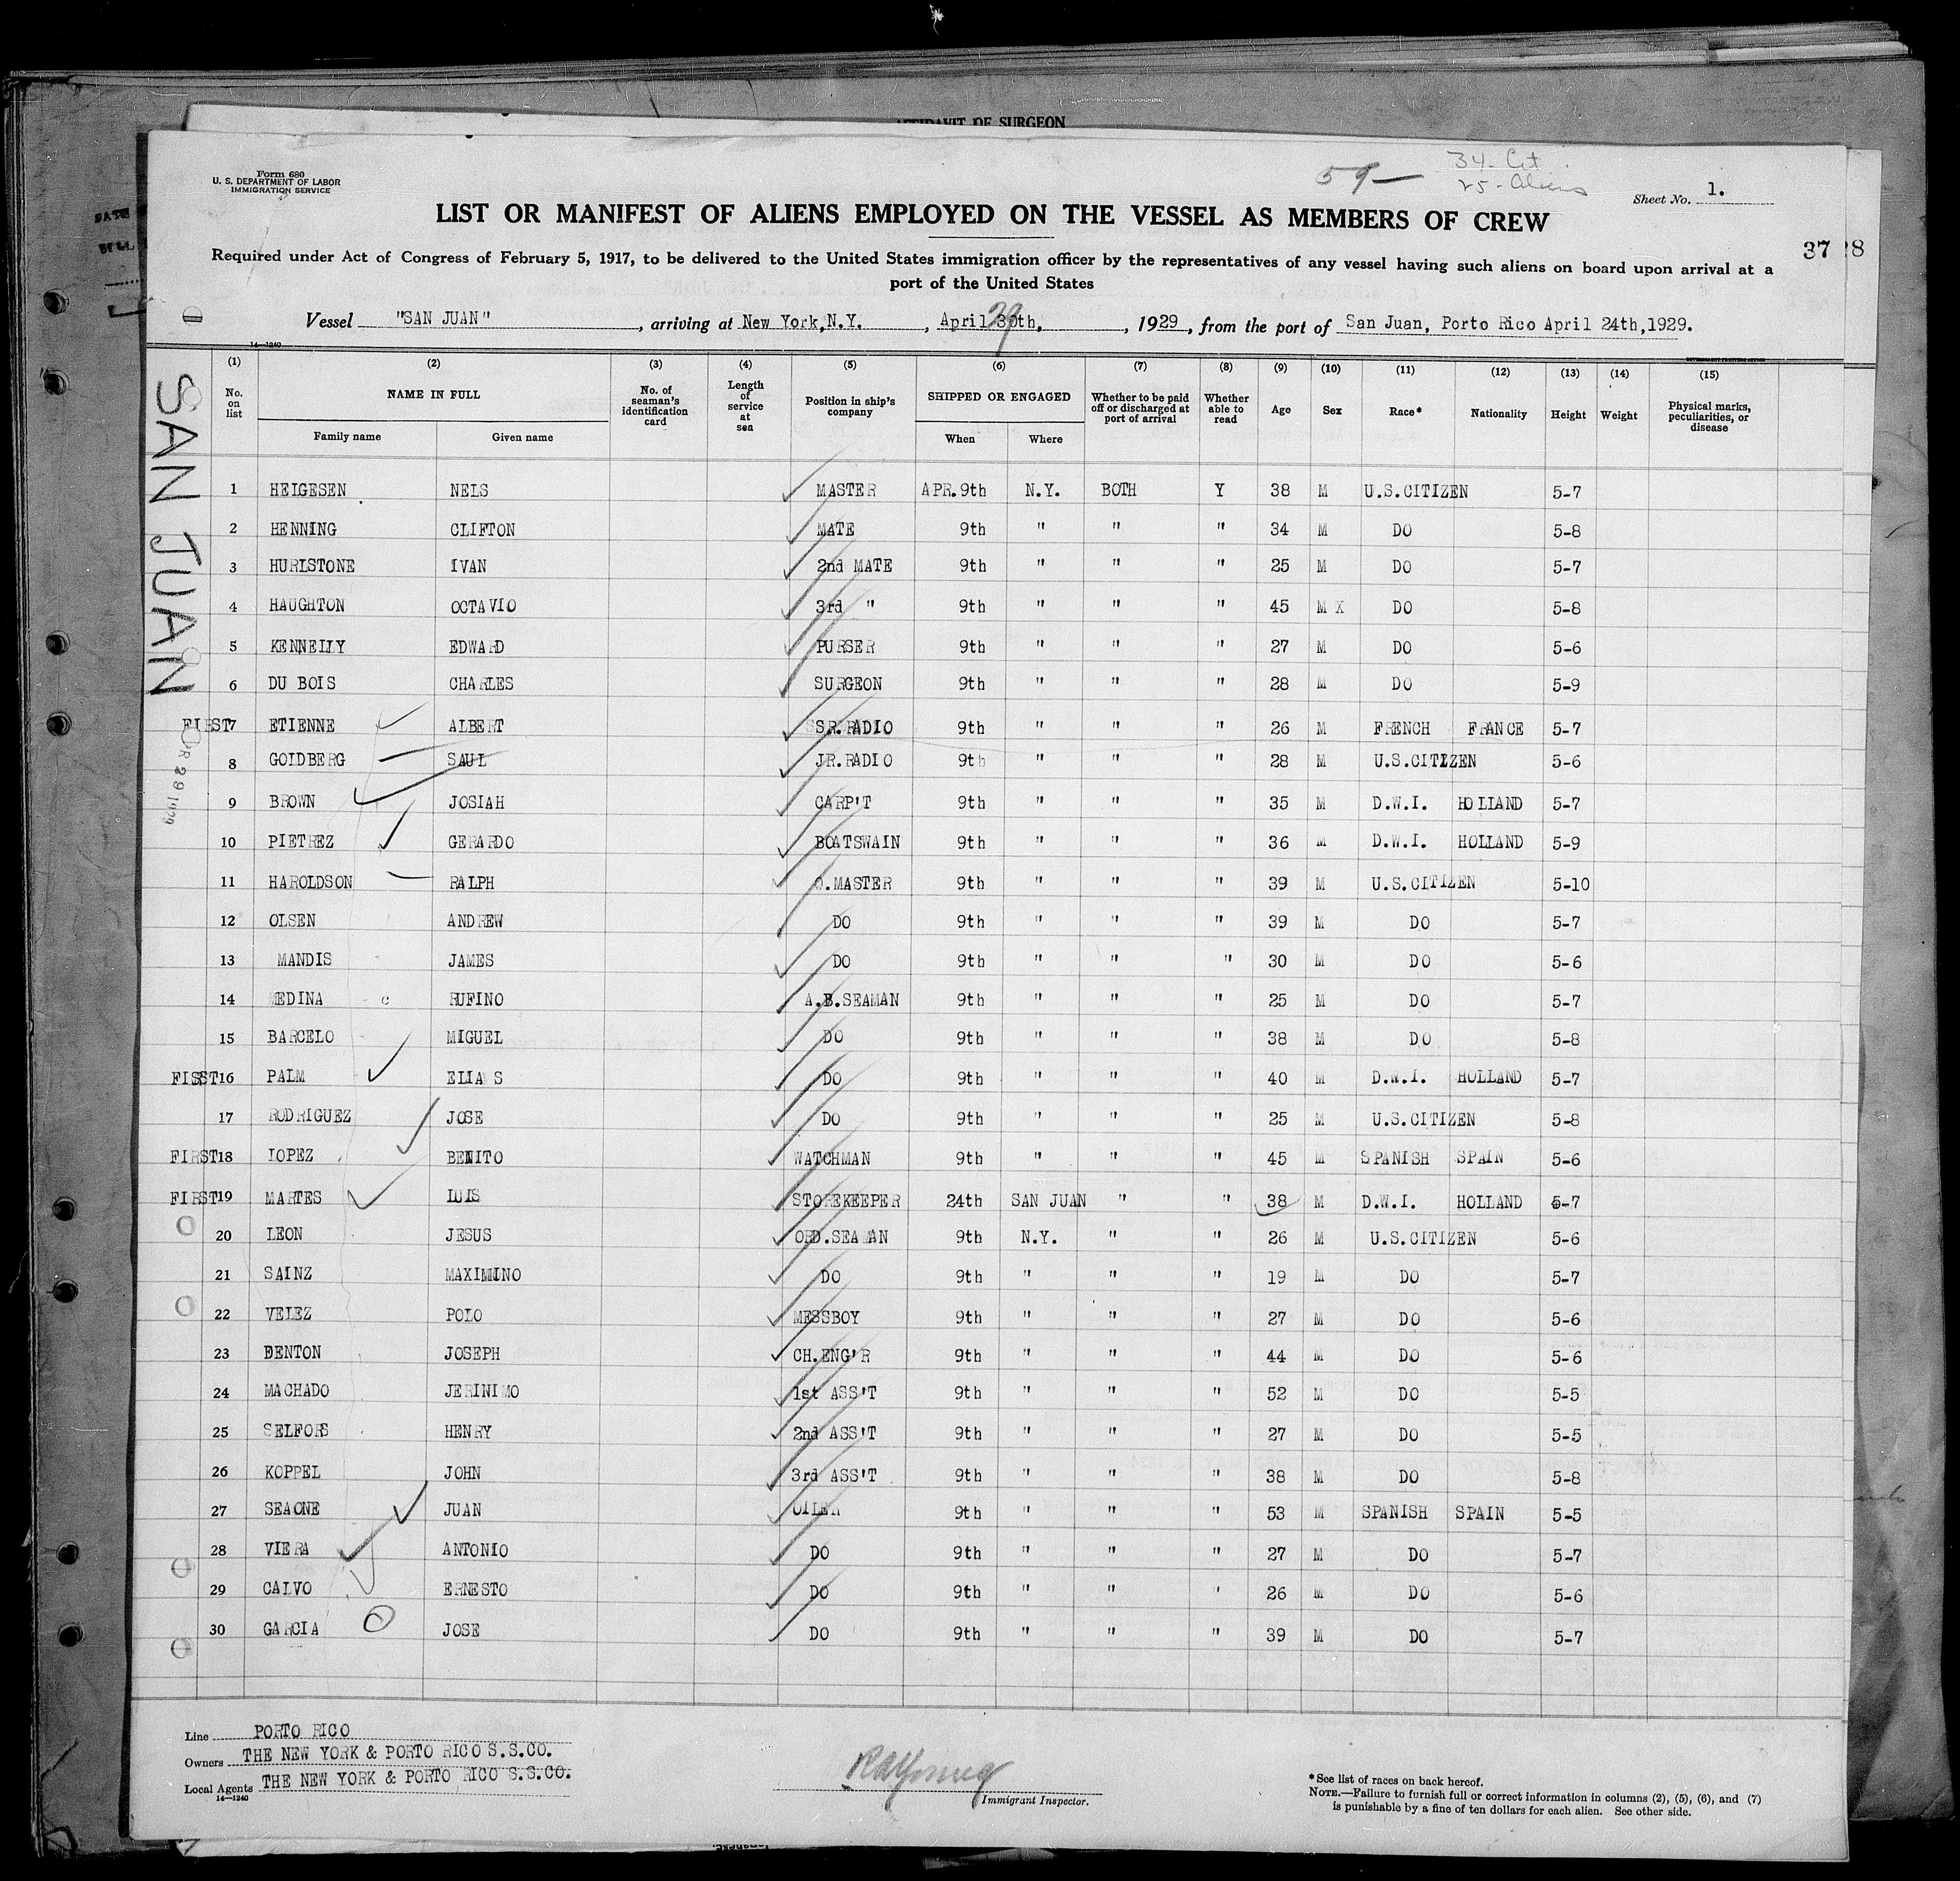 AFFIDAVIT OF SURGEON
Form 680
U. S. DEPARTMENT OF LABOR
IMMIGRATION SERVICE
59— 34- Cit
25- Aliens
Sheet No. 1.
LIST OR MANIFEST OF ALIENS EMPLOYED ON THE VESSEL AS MEMBERS OF CREW
3728
Required under Act of Congress of February 5, 1917, to be delivered to the United States immigration officer by the representatives of any vessel having such aliens on board upon arrival at a
port of the United States
Vessel "SAN JUAN" , arriving at New York,N.Y. , April 30th, 29 , 1929 , from the port of San Juan, Porto Rico April 24th,1929.
14—1240
(1) (2) (3) (4) (5) (6) (7) (8) (9) (10) (11) (12) (13) (14) (15)
No. on list NAME IN FULL Family name Given name No. of seaman's identification card Length of service at sea Position in ship's company SHIPPED OR ENGAGED When Where Whether to be paid off or discharged at port of arrival Whether able to read Age Sex Race* Nationality Height Weight Physical marks, peculiarities, or disease
SAN JUAN
1 HEIGESEN NELS MASTER APR.9th N.Y. BOTH Y 38 M U.S.CITIZEN 5-7
2 HENNING CLIFTON MATE 9th " " " 34 M DO 5-8
3 HURLSTONE IVAN 2nd MATE 9th " " " 25 M DO 5-7
4 HAUGHTON OCTAVIO 3rd " 9th " " " 45 M X DO 5-8
5 KENNEILY EDWARD PURSER 9th " " " 27 M DO 5-6
6 DU BOIS CHARLES SURGEON 9th " " " 28 M DO 5-9
FIRST 7 ETIENNE ALBERT SR.RADIO 9th " " " 26 M FRENCH FRANCE 5-7
8 GOLDBERG SAUL JR.RADIO 9th " " " 28 M U.S.CITIZEN 5-6
9 BROWN JOSIAH CARP'T 9th " " " 35 M D.W.I. HOLLAND 5-7
10 PIETREZ GERARDO BOATSWAIN 9th " " " 36 M D.W.I. HOLLAND 5-9
11 HAROLDSON RALPH Q.MASTER 9th " " " 39 M U.S.CITIZEN 5-10
12 OLSEN ANDREW DO 9th " " " 39 M DO 5-7
13 MANDIS JAMES DO 9th " " " 30 M DO 5-6
14 MEDINA c RUFINO A.B.SEAMAN 9th " " " 25 M DO 5-7
15 BARCELO MIGUEL DO 9th " " " 38 M DO 5-8
FISST 16 PALM ELIAS DO 9th " " " 40 M D.W.I. HOLLAND 5-7
17 RODRIGUEZ JOSE DO 9th " " " 25 M U.S.CITIZEN 5-8
FIRST 18 LOPEZ BENITO WATCHMAN 9th " " " 45 M SPANISH SPAIN 5-6
FIRST 19 MARTES LUIS STOREKEEPER 24th SAN JUAN " " 38 M D.W.I. HOLLAND 5-7
20 LEON JESUS ORD.SEAMAN 9th N.Y. " " 26 M U.S.CITIZEN 5-6
21 SAINZ MAXIMINO DO 9th " " " 19 M DO 5-7
22 VELEZ POLO MESSBOY 9th " " " 27 M DO 5-6
23 DENTON JOSEPH CH.ENG'R 9th " " " 44 M DO 5-6
24 MACHADO JERINIMO 1st ASS'T 9th " " " 52 M DO 5-5
25 SELFORS HENRY 2nd ASS'T 9th " " " 27 M DO 5-5
26 KOPPEL JOHN 3rd ASS'T 9th " " " 38 M DO 5-8
27 SEAONE JUAN OILER 9th " " " 53 M SPANISH SPAIN 5-5
28 VIERA ANTONIO DO 9th " " " 27 M DO 5-7
29 CALVO ERNESTO DO 9th " " ' 26 M DO 5-6
30 GARCIA JOSE DO 9th " " " 39 M DO 5-7
Line PORTO RICO
Owners THE NEW YORK & PORTO RICO S.S.CO.
Local Agents THE NEW YORK & PORTO RICO S.S.CO.
14—1240
RAYoung
Immigrant Inspector.
*See list of races on back hereof.
NOTE.—Failure to furnish full or correct information in columns (2), (5), (6), and (7)
is punishable by a fine of ten dollars for each alien. See other side.